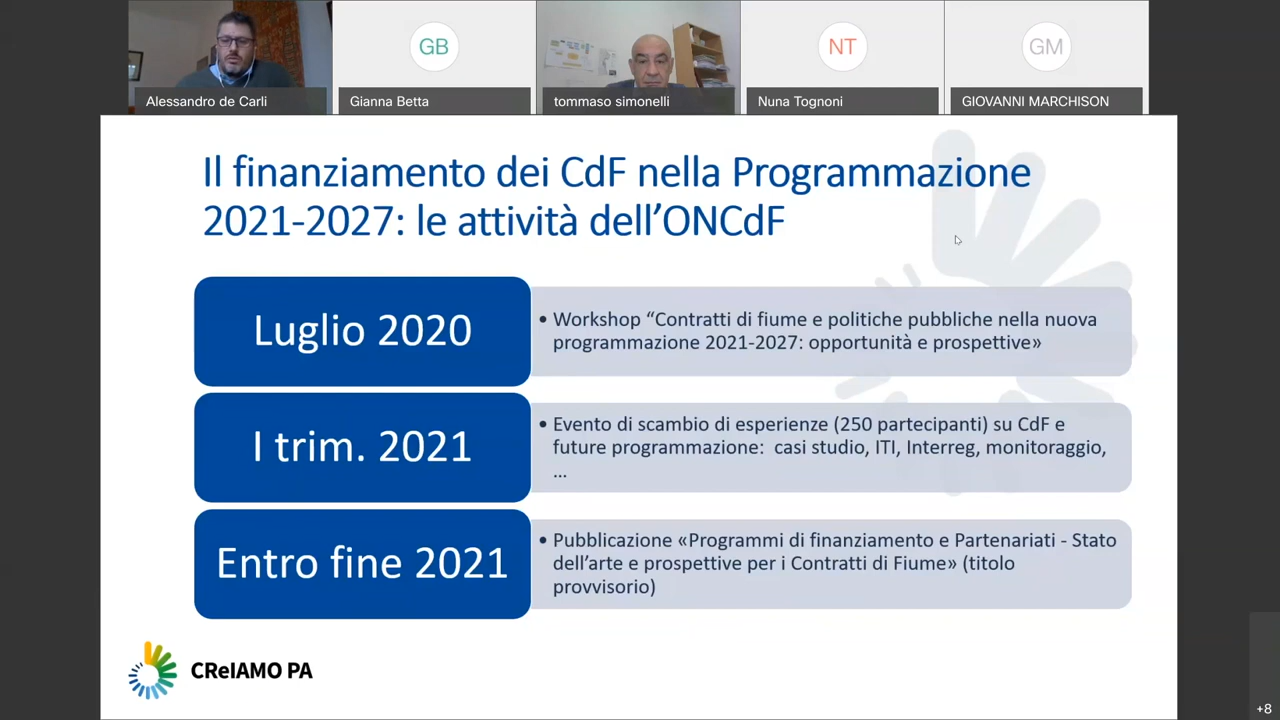 GB
NT
GM
Alessandro de Carli
Gianna Betta
tommaso simonelli
Nuna Tognoni
GIOVANNI MARCHISON
Il finanziamento dei CdF nella Programmazione
2021-2027: le attività dell’ONCdF
Luglio 2020
• Workshop “Contratti di fiume e politiche pubbliche nella nuova
programmazione 2021-2027: opportunità e prospettive»
I trim. 2021
• Evento di scambio di esperienze (250 partecipanti) su CdF e
future programmazione: casi studio, ITI, Interreg, monitoraggio,
...
Entro fine 2021
• Pubblicazione «Programmi di finanziamento e Partenariati - Stato
dell’arte e prospettive per i Contratti di Fiume» (titolo
provvisorio)
CReIAMO PA
+8